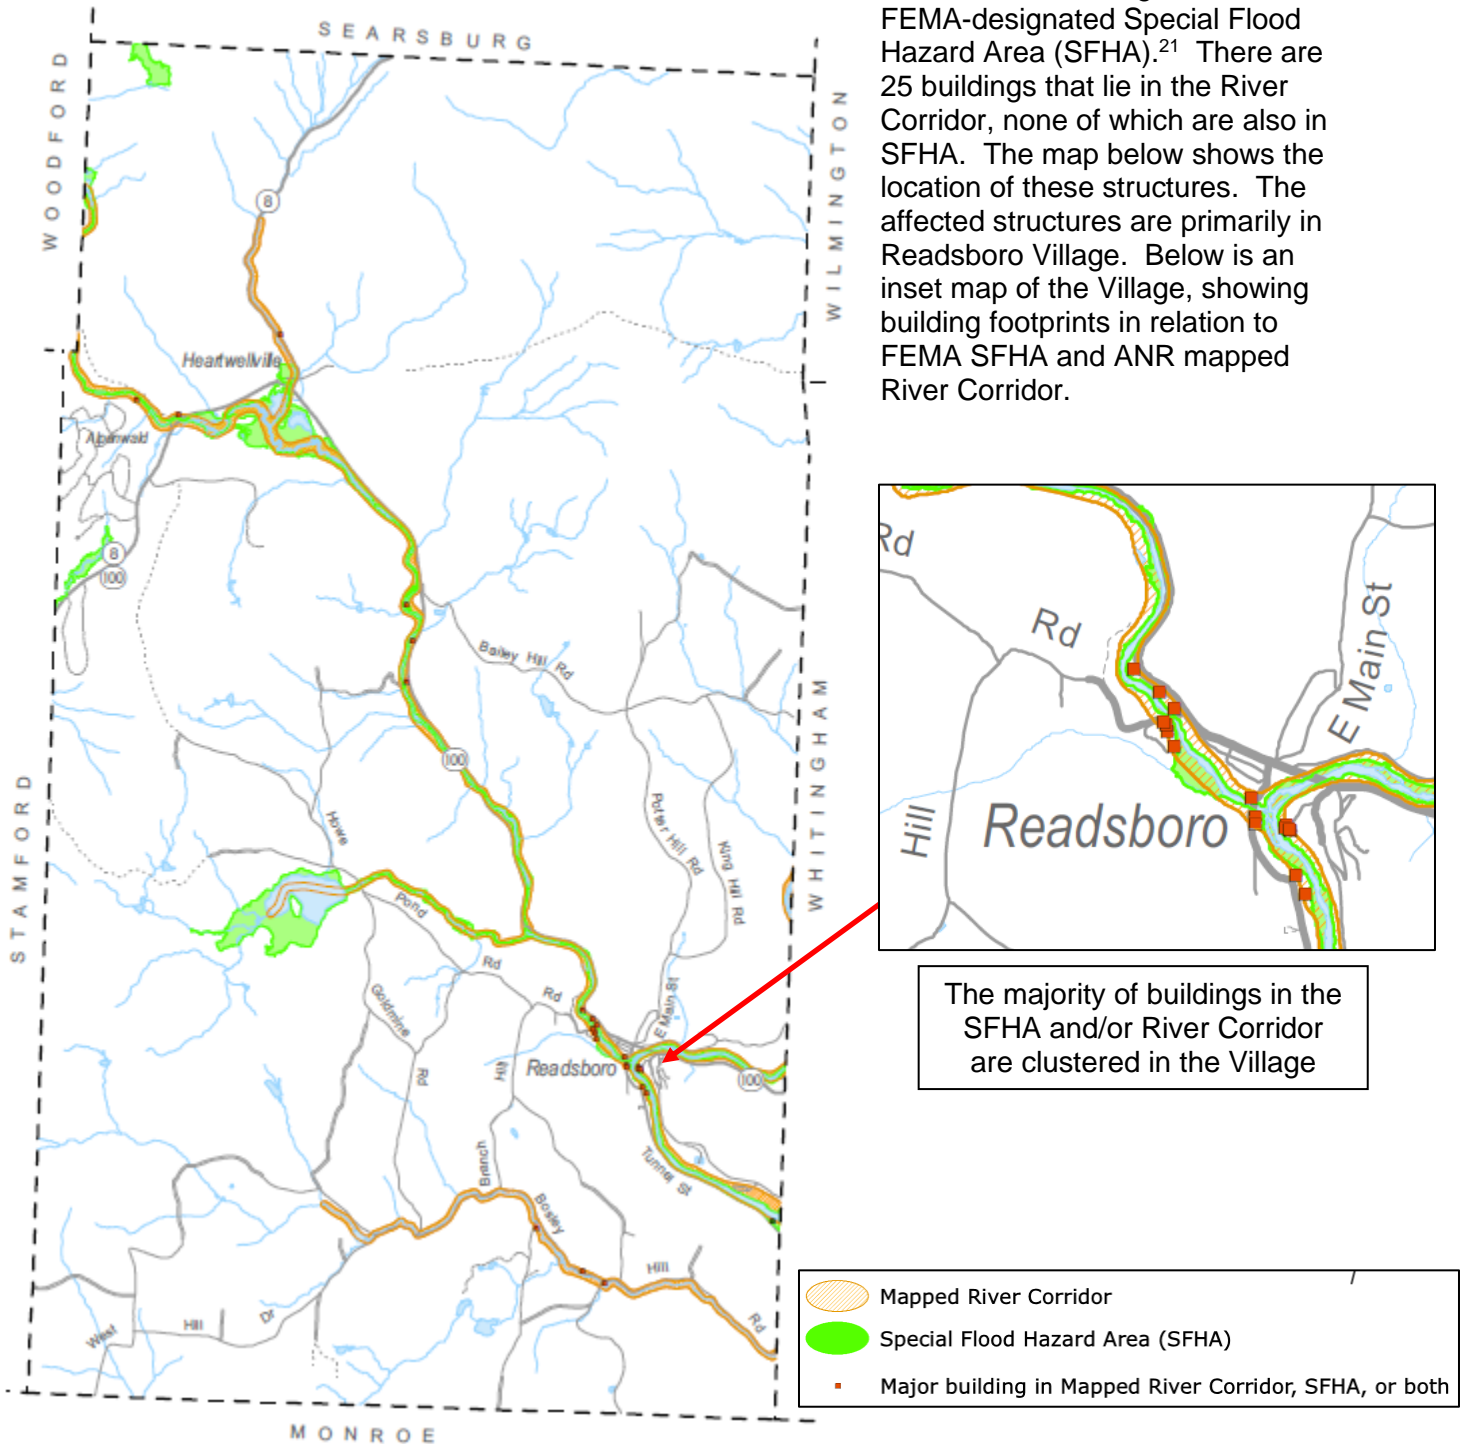 FEMA-designated Special Flood
Hazard Area (SFHA).21 There are
25 buildings that lie in the River
Corridor, none of which are also in
SFHA. The map below shows the
location of these structures. The
affected structures are primarily in
Readsboro Village. Below is an
inset map of the Village, showing
building footprints in relation to
FEMA SFHA and ANR mapped
River Corridor.
SEARSBURG
WOODFORD
WILMINGTON
8
Heartwellville
Alpenwald
8
100
Bailey Hill Rd
WHITINGHAM
100
STAMFORD
Howe
Potter Hill Rd
King Hill Rd
Pond
Rd
Rd
Goldmine
Rd
Hill
E Main St
Readsboro
100
Branch
Tunnel St
Bosley
Hill
Rd
West
Hill
Dr
MONROE
Rd
Rd
E Main St
Hill
Readsboro
The majority of buildings in the
SFHA and/or River Corridor
are clustered in the Village
Mapped River Corridor
Special Flood Hazard Area (SFHA)
Major building in Mapped River Corridor, SFHA, or both